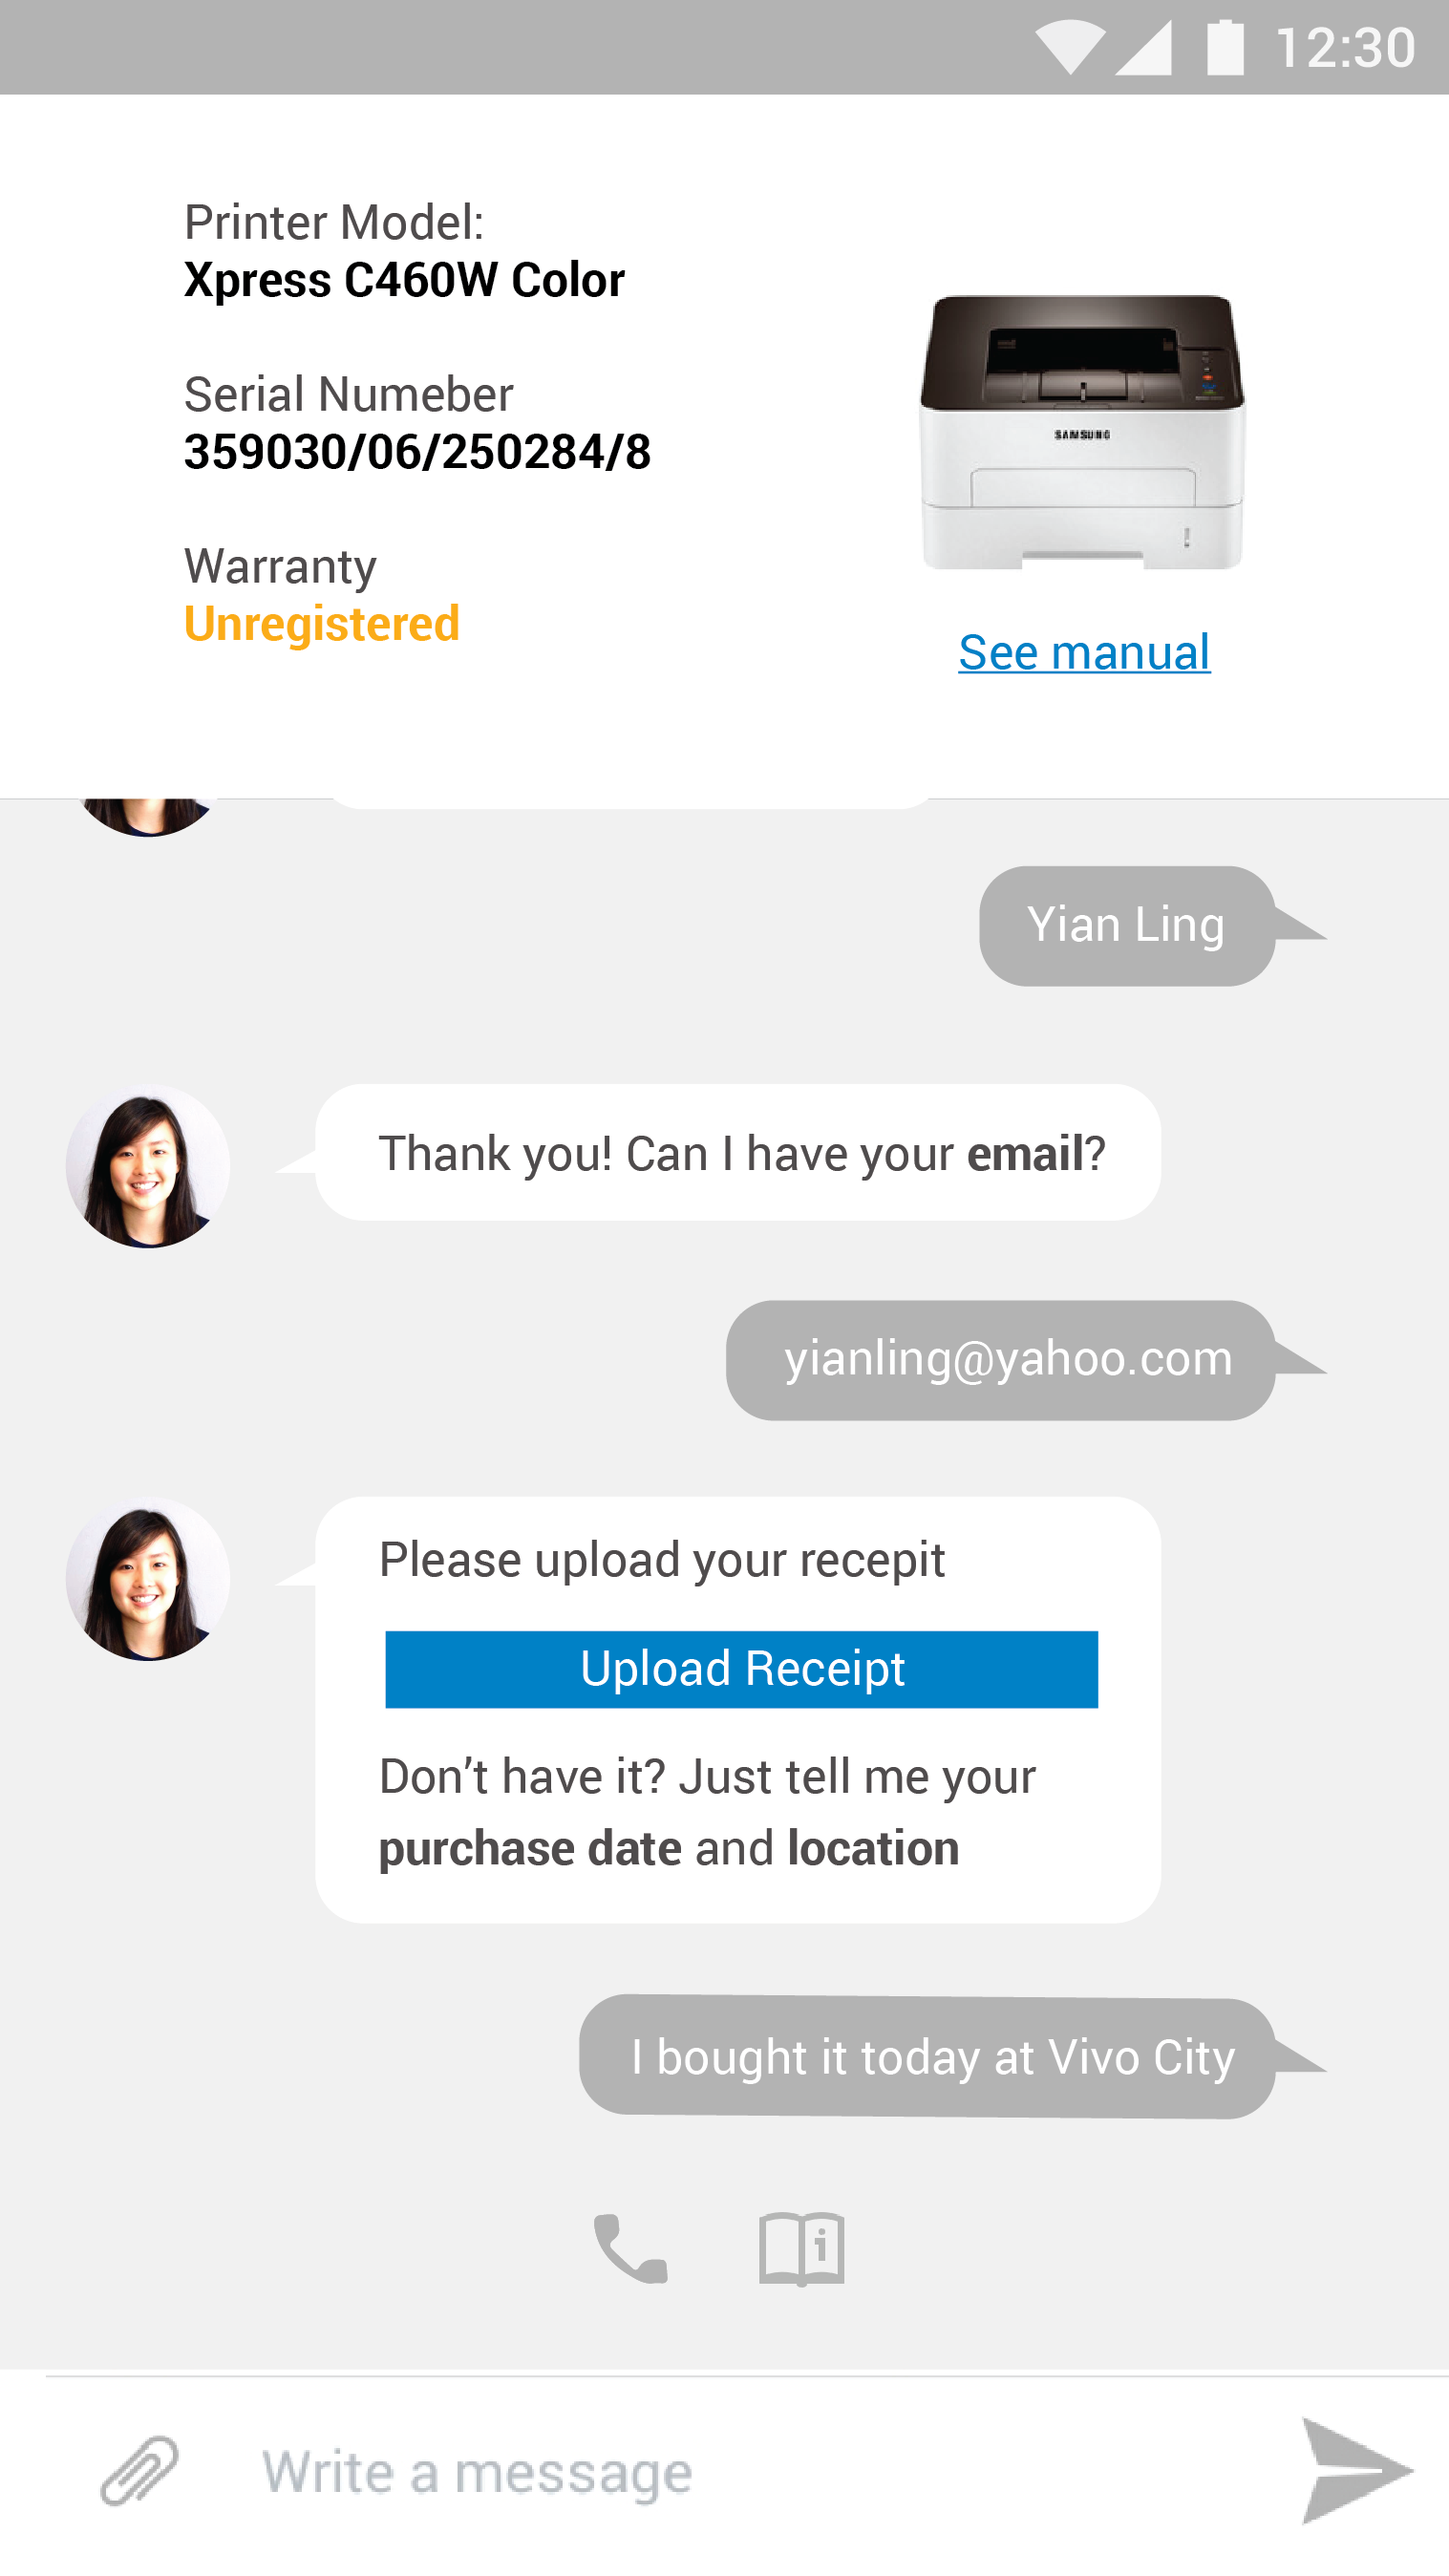 12:30
Printer Model:
Xpress C460W Color
Serial Numeber
359030/06/250284/8
Warranty
Unregistered
SAMSUNG
See manual
Yian Ling
Thank you! Can I have your email?
yianling@yahoo.com
Please upload your recepit
Upload Receipt
Don’t have it? Just tell me your
purchase date and location
I bought it today at Vivo City
Write a message